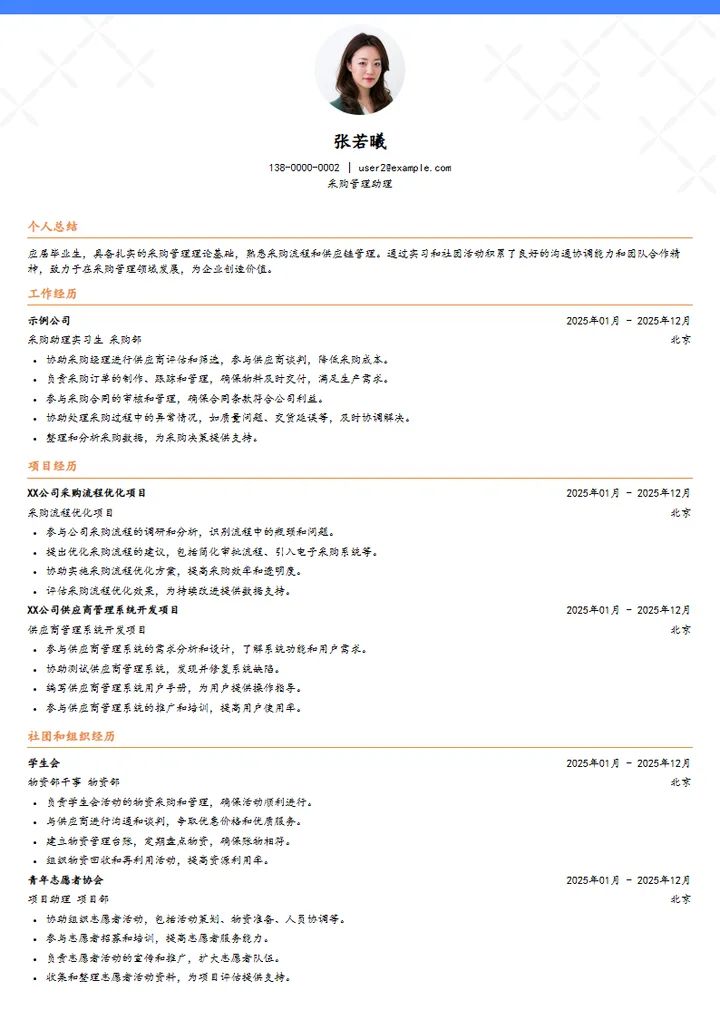 张若曦
138-0000-0002 | user2@example.com
采购管理助理
个人总结
应届毕业生，具备扎实的采购管理理论基础，熟悉采购流程和供应链管理。通过实习和社团活动积累了良好的沟通协调能力和团队合作精
神，致力于在采购管理领域发展，为企业创造价值。
工作经历
示例公司 2025年01月 - 2025年12月
采购助理实习生 采购部 北京
• 协助采购经理进行供应商评估和筛选，参与供应商谈判，降低采购成本。
• 负责采购订单的制作、跟踪和管理，确保物料及时交付，满足生产需求。
• 参与采购合同的审核和管理，确保合同条款符合公司利益。
• 协助处理采购过程中的异常情况，如质量问题、交货延误等，及时协调解决。
• 整理和分析采购数据，为采购决策提供支持。
项目经历
XX公司采购流程优化项目 2025年01月 - 2025年12月
采购流程优化项目 北京
• 参与公司采购流程的调研和分析，识别流程中的瓶颈和问题。
• 提出优化采购流程的建议，包括简化审批流程、引入电子采购系统等。
• 协助实施采购流程优化方案，提高采购效率和透明度。
• 评估采购流程优化效果，为持续改进提供数据支持。
XX公司供应商管理系统开发项目 2025年01月 - 2025年12月
供应商管理系统开发项目 北京
• 参与供应商管理系统的需求分析和设计，了解系统功能和用户需求。
• 协助测试供应商管理系统，发现并修复系统缺陷。
• 编写供应商管理系统用户手册，为用户提供操作指导。
• 参与供应商管理系统的推广和培训，提高用户使用率。
社团和组织经历
学生会 2025年01月 - 2025年12月
物资部干事 物资部 北京
• 负责学生会活动的物资采购和管理，确保活动顺利进行。
• 与供应商进行沟通和谈判，争取优惠价格和优质服务。
• 建立物资管理台账，定期盘点物资，确保账物相符。
• 组织物资回收和再利用活动，提高资源利用率。
青年志愿者协会 2025年01月 - 2025年12月
项目助理 项目部 北京
• 协助组织志愿者活动，包括活动策划、物资准备、人员协调等。
• 参与志愿者招募和培训，提高志愿者服务能力。
• 负责志愿者活动的宣传和推广，扩大志愿者队伍。
• 收集和整理志愿者活动资料，为项目评估提供支持。